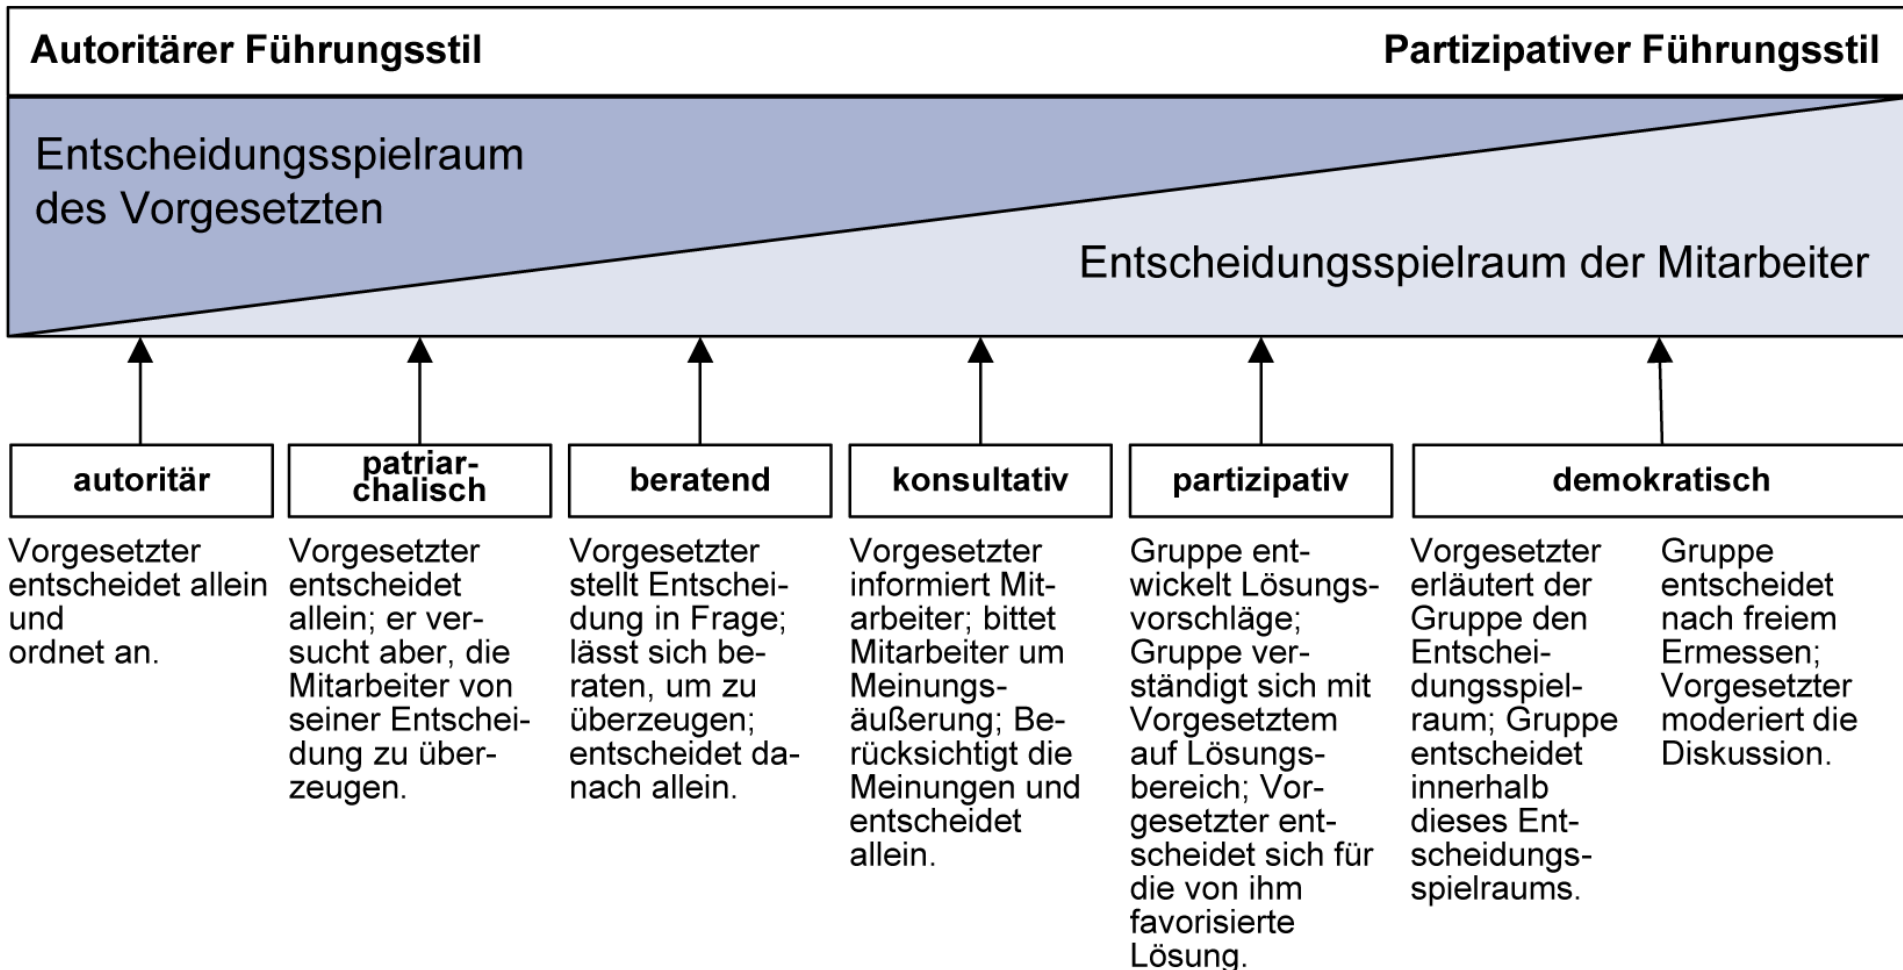 Autoritärer Führungsstil
Partizipativer Führungsstil
Entscheidungsspielraum
des Vorgesetzten
Entscheidungsspielraum der Mitarbeiter
autoritär
Vorgesetzter
entscheidet allein
und
ordnet an.
patriar-
chalisch
Vorgesetzter
entscheidet
allein; er ver-
sucht aber, die
Mitarbeiter von
seiner Entschei-
dung zu über-
zeugen.
beratend
Vorgesetzter
stellt Entschei-
dung in Frage;
lässt sich be-
raten, um zu
überzeugen;
entscheidet da-
nach allein.
konsultativ
Vorgesetzter
informiert Mit-
arbeiter; bittet
Mitarbeiter um
Meinungs-
äußerung; Be-
rücksichtigt die
Meinungen und
entscheidet
allein.
partizipativ
Gruppe ent-
wickelt Lösungs-
vorschläge;
Gruppe ver-
ständigt sich mit
Vorgesetztem
auf Lösungs-
bereich; Vor-
gesetzter ent-
scheidet sich für
die von ihm
favorisierte
Lösung.
demokratisch
Vorgesetzter
erläutert der
Gruppe den
Entschei-
dungsspiel-
raum; Gruppe
entscheidet
innerhalb
dieses Ent-
scheidungs-
spielraums.
Gruppe
entscheidet
nach freiem
Ermessen;
Vorgesetzter
moderiert die
Diskussion.